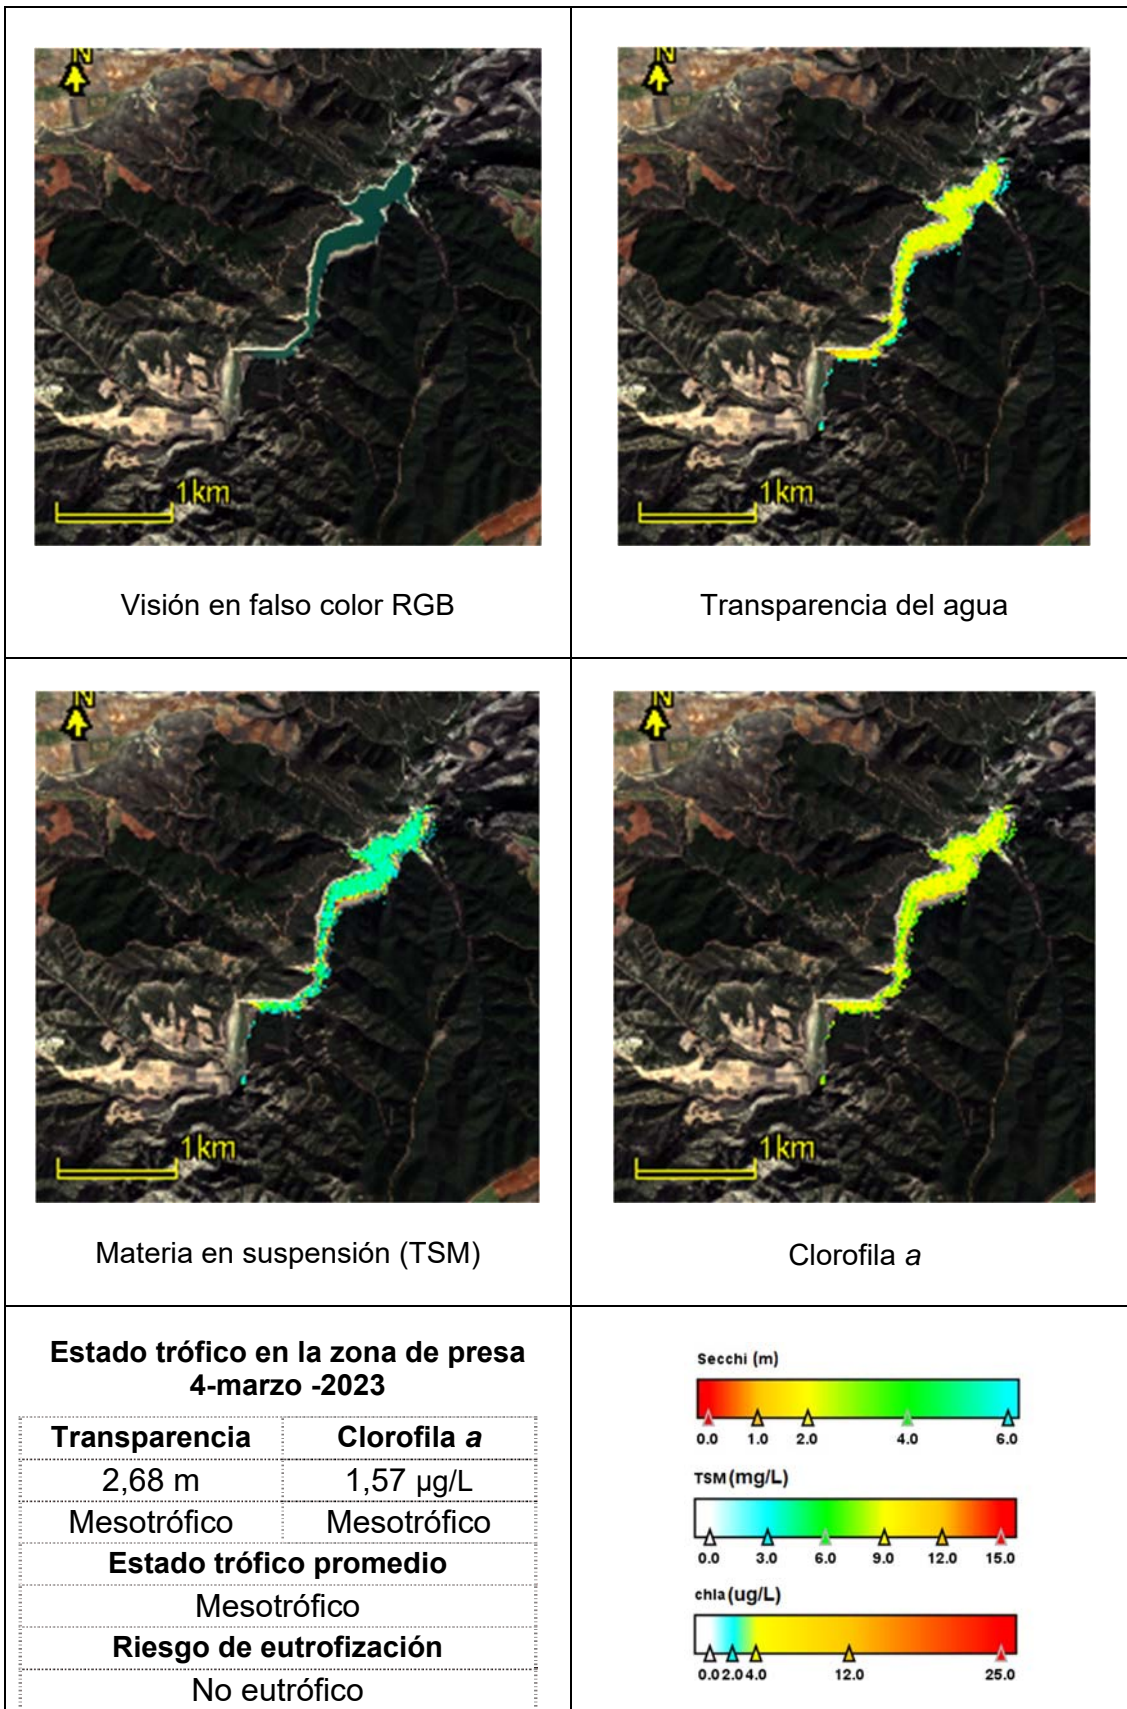 N
1km
Visión en falso color RGB
N
1km
Transparencia del agua
N
1km
Materia en suspensión (TSM)
N
1km
Clorofila a
Estado trófico en la zona de presa
4-marzo -2023
Transparencia Clorofila a
2,68 m 1,57 µg/L
Mesotrófico Mesotrófico
Estado trófico promedio
Mesotrófico
Riesgo de eutrofización
No eutrófico
Secchi (m)
0.0 1.0 2.0 4.0 6.0
TSM (mg/L)
0.0 3.0 6.0 9.0 12.0 15.0
chla (ug/L)
0.0 2.0 4.0 12.0 25.0